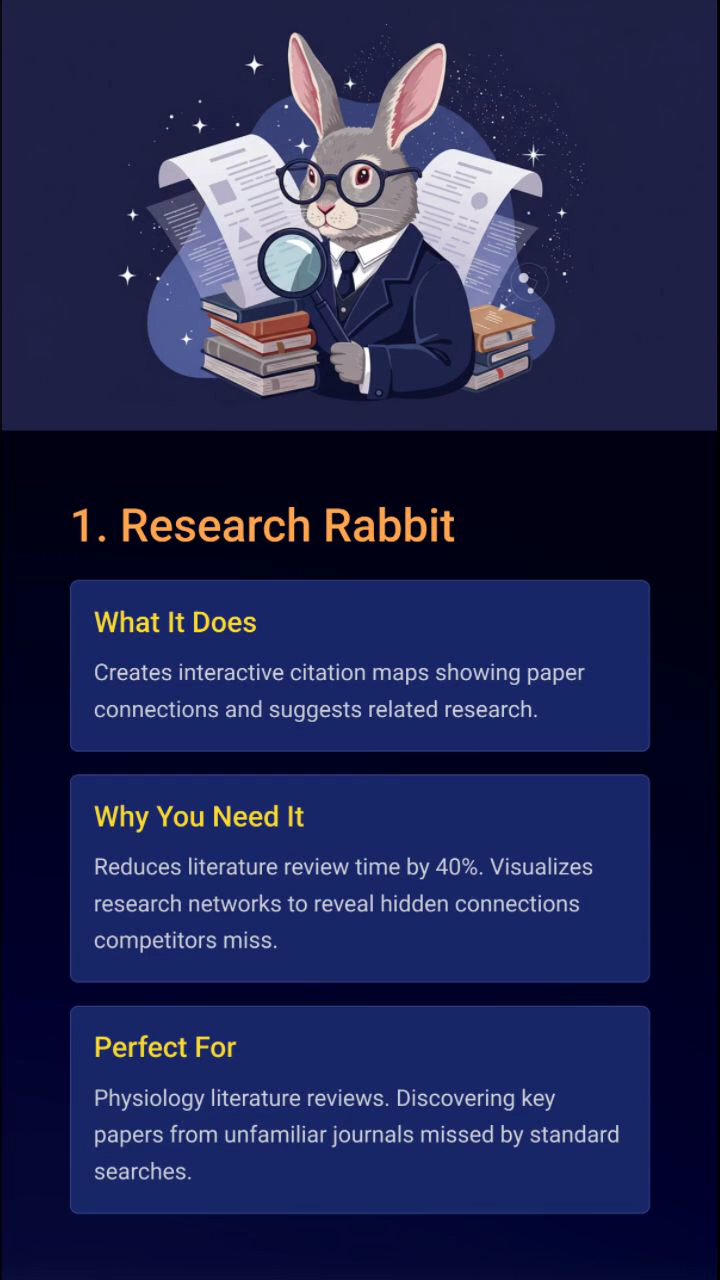 1. Research Rabbit
What It Does
Creates interactive citation maps showing paper
connections and suggests related research.
Why You Need It
Reduces literature review time by 40%. Visualizes
research networks to reveal hidden connections
competitors miss.
Perfect For
Physiology literature reviews. Discovering key
papers from unfamiliar journals missed by standard
searches.